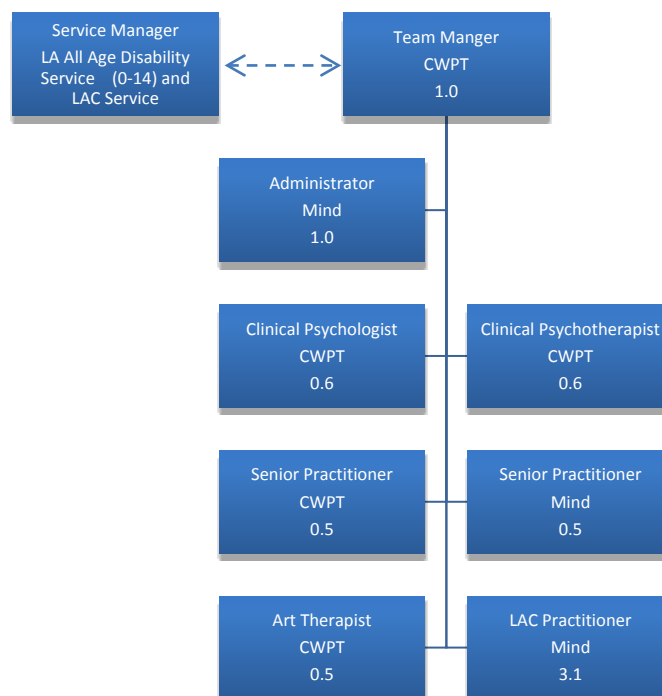 Service Manager
LA All Age Disability
Service (0-14) and
LAC Service
Team Manger
CWPT
1.0
Administrator
Mind
1.0
Clinical Psychologist
CWPT
0.6
Clinical Psychotherapist
CWPT
0.6
Senior Practitioner
CWPT
0.5
Senior Practitioner
Mind
0.5
Art Therapist
CWPT
0.5
LAC Practitioner
Mind
3.1